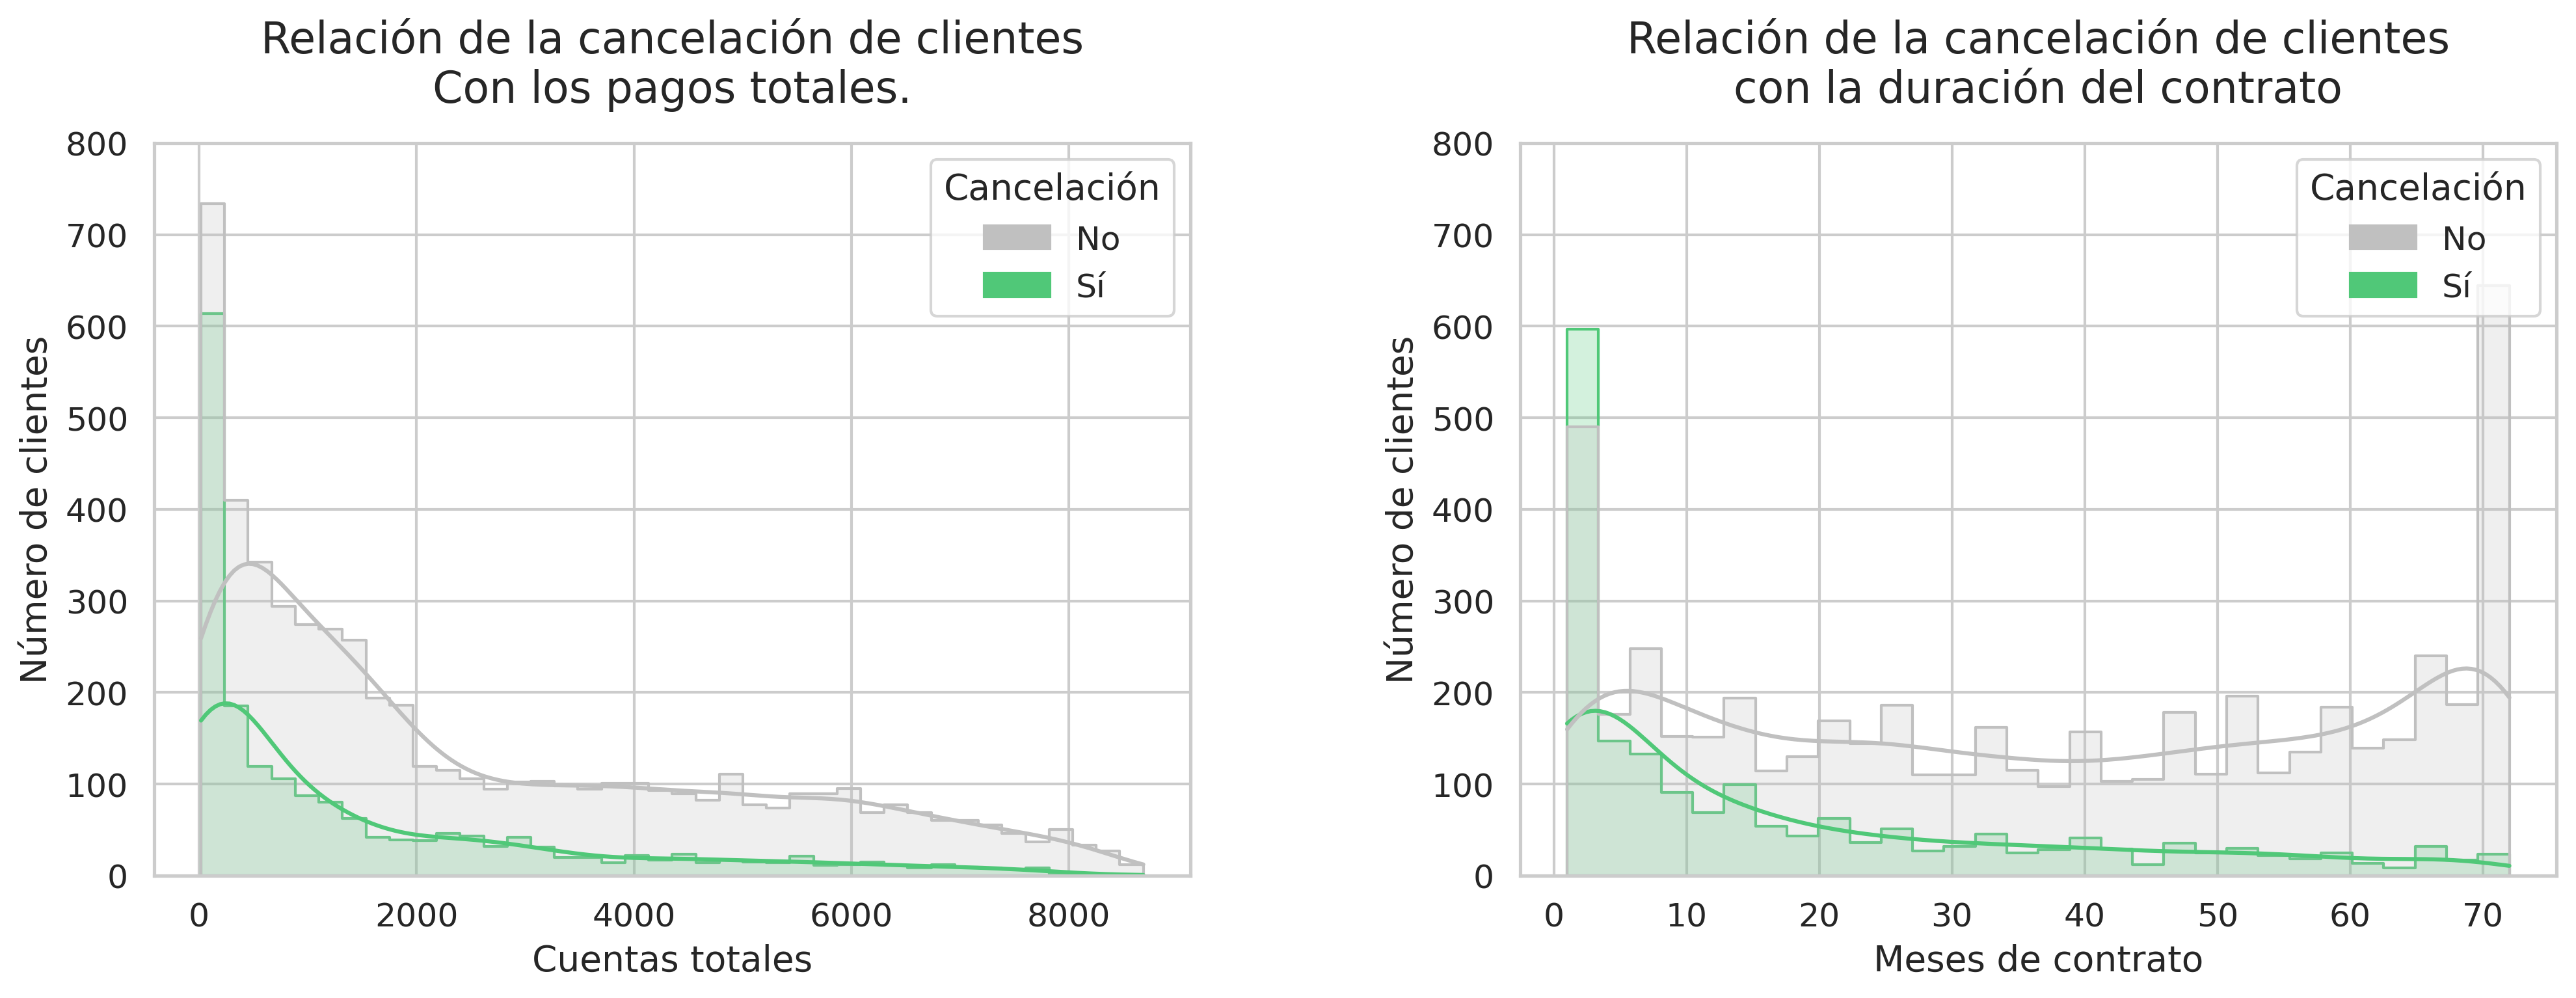 Relación de la cancelación de clientes
Con los pagos totales.
800
700
600
500
400
300
200
100
0
Número de clientes
Cancelación
No
Sí
0 2000 4000 6000 8000
Cuentas totales
Relación de la cancelación de clientes
con la duración del contrato
800
700
600
500
400
300
200
100
0
Número de clientes
Cancelación
No
Sí
0 10 20 30 40 50 60 70
Meses de contrato